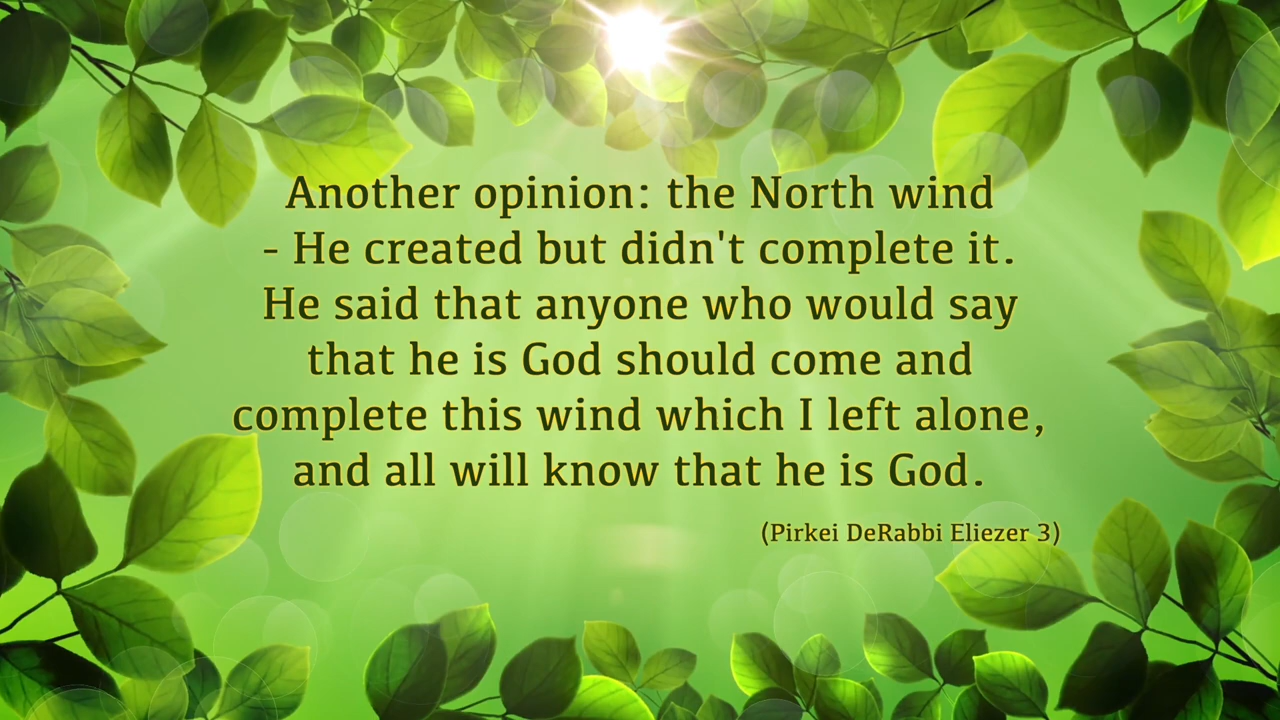 Another opinion: the North wind
- He created but didn't complete it.
He said that anyone who would say
that he is God should come and
complete this wind which I left alone,
and all will know that he is God.
(Pirkei DeRabbi Eliezer 3)